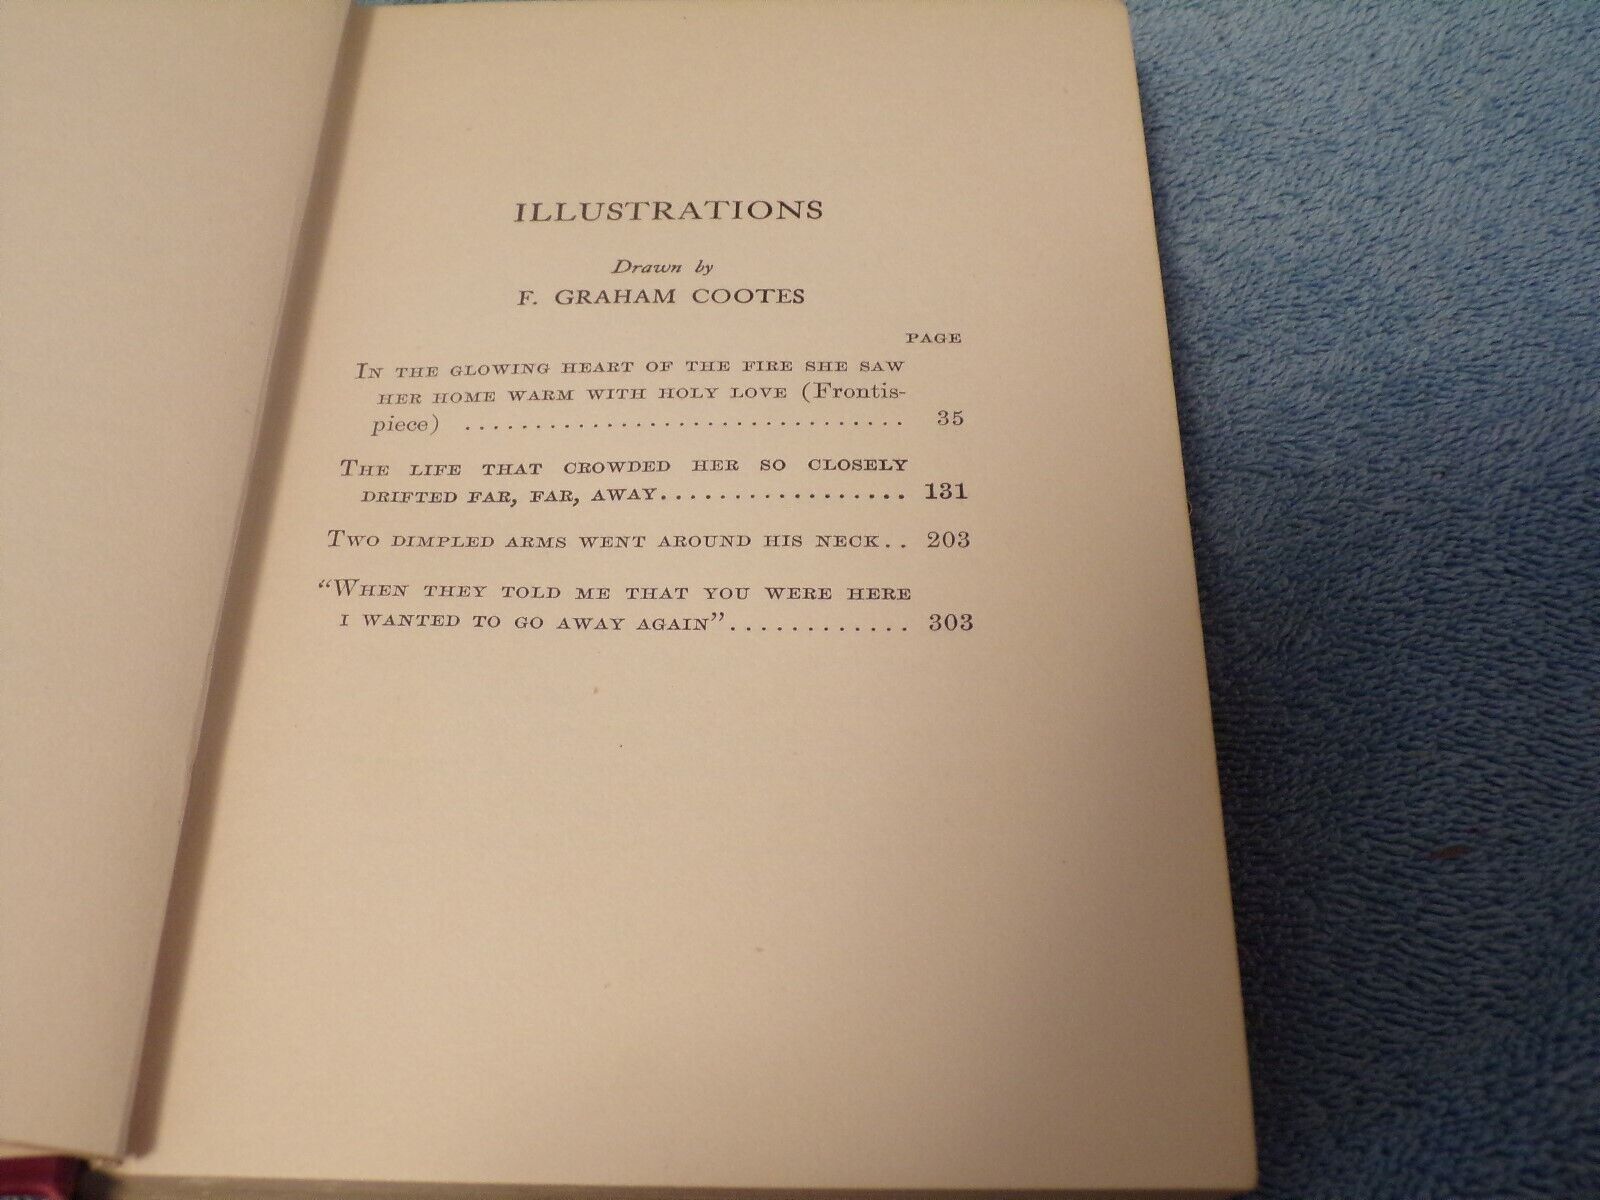 ILLUSTRATIONS
Drawn by
F. GRAHAM COOTES
PAGE
IN THE GLOWING HEART OF THE FIRE SHE SAW
HER HOME WARM WITH HOLY LOVE (Frontis-
piece) ............................... 35
THE LIFE THAT CROWDED HER SO CLOSELY
DRIFTED FAR, FAR, AWAY................. 131
TWO DIMPLED ARMS WENT AROUND HIS NECK.. 203
“WHEN THEY TOLD ME THAT YOU WERE HERE
I WANTED TO GO AWAY AGAIN”............ 303